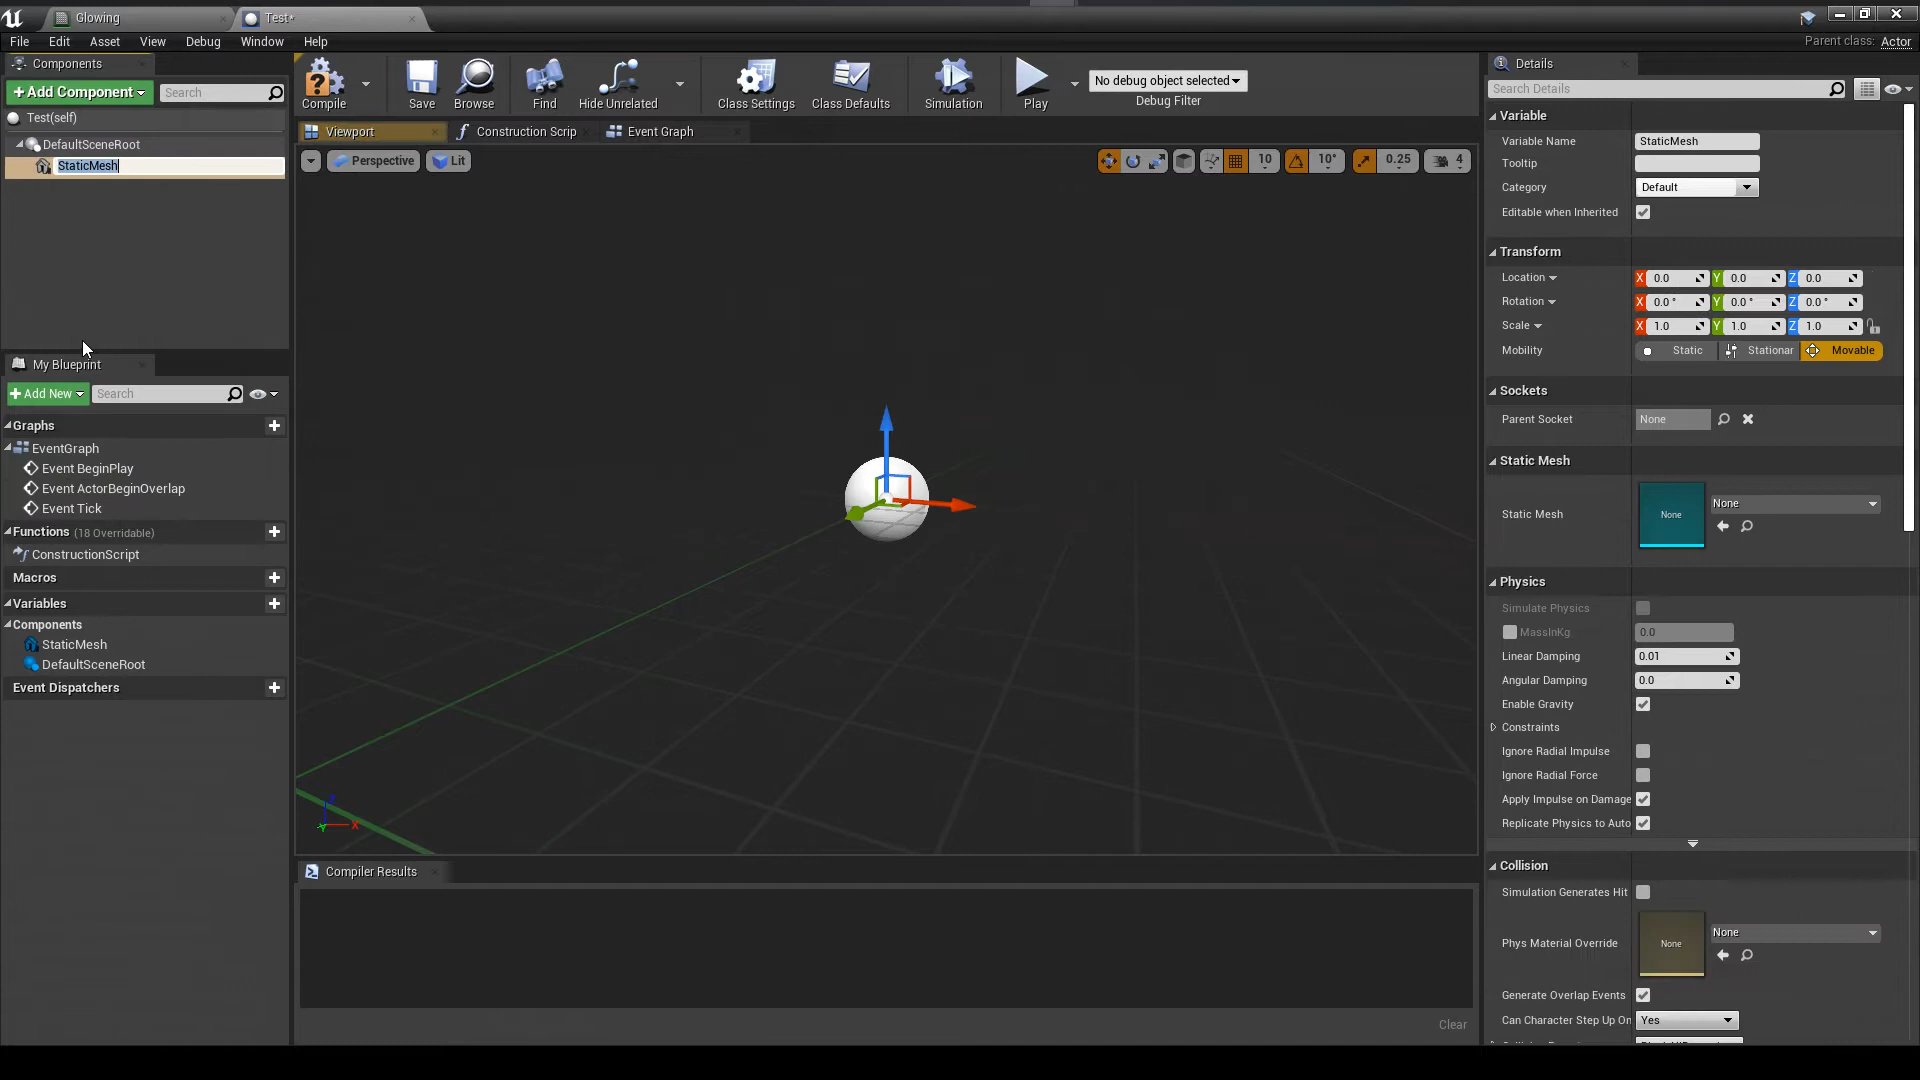 Glowing
Test*
File Edit Asset View Debug Window Help
Parent class: Actor
Components
+Add Component
Search
Test(self)
DefaultSceneRoot
StaticMesh
My Blueprint
+Add New
Search
Graphs
EventGraph
Event BeginPlay
Event ActorBeginOverlap
Event Tick
Functions (18 Overridable)
ConstructionScript
Macros
Variables
Components
StaticMesh
DefaultSceneRoot
Event Dispatchers
Compile
Save
Browse
Find
Hide Unrelated
Class Settings
Class Defaults
Simulation
Play
No debug object selected
Debug Filter
Viewport
Construction Scrip
Event Graph
Perspective
Lit
10
10°
0.25
4
Z
X
Y
Compiler Results
Clear
Details
Search Details
Variable
Variable Name StaticMesh
Tooltip
Category Default
Editable when Inherited
Transform
Location X 0.0 Y 0.0 Z 0.0
Rotation X 0.0 ° Y 0.0 ° Z 0.0 °
Scale X 1.0 Y 1.0 Z 1.0
Mobility Static Stationar Movable
Sockets
Parent Socket None
Static Mesh
Static Mesh None None
Physics
Simulate Physics
MassInKg 0.0
Linear Damping 0.01
Angular Damping 0.0
Enable Gravity
Constraints
Ignore Radial Impulse
Ignore Radial Force
Apply Impulse on Damage
Replicate Physics to Auto
Collision
Simulation Generates Hit
Phys Material Override None None
Generate Overlap Events
Can Character Step Up On Yes